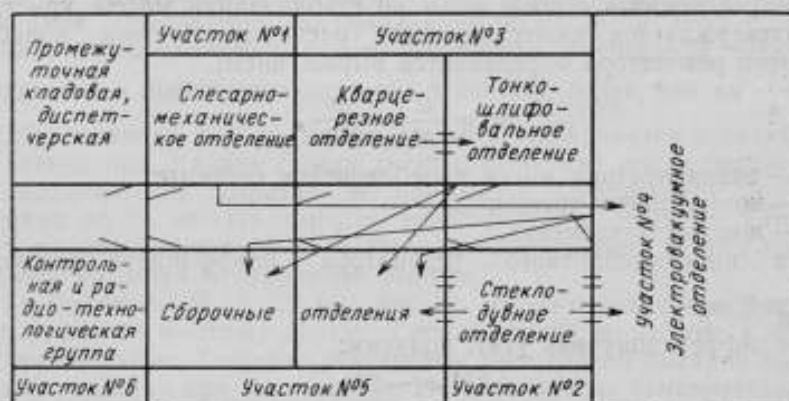 Промежу-
точная
кладовая,
диспет-
черская
Участок №1
Участок №3
Слесарно-
механичес-
кое отделение
Кварце-
резное
отделение
Тонко-
шлифо-
вальное
отделение
Участок №4
Электровакуумное
отделение
Контроль-
ная и ра-
дио-техно-
логическая
группа
Сборочные
отделения
Стекло-
дувное
отделение
Участок №6
Участок №5
Участок №2